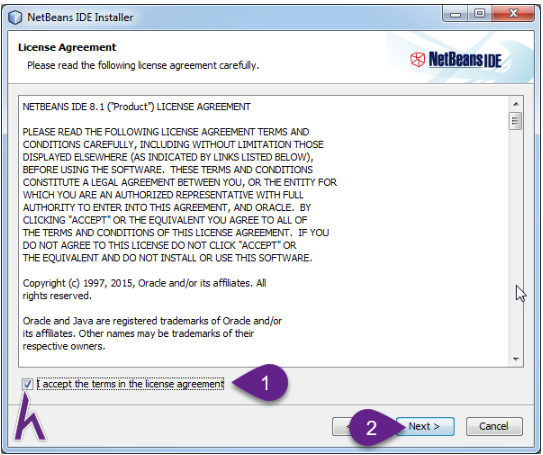 NetBeans IDE Installer
License Agreement
Please read the following license agreement carefully.
NetBeans IDE
NETBEANS IDE 8.1 ("Product") LICENSE AGREEMENT
PLEASE READ THE FOLLOWING LICENSE AGREEMENT TERMS AND
CONDITIONS CAREFULLY, INCLUDING WITHOUT LIMITATION THOSE
DISPLAYED ELSEWHERE (AS INDICATED BY LINKS LISTED BELOW),
BEFORE USING THE SOFTWARE. THESE TERMS AND CONDITIONS
CONSTITUTE A LEGAL AGREEMENT BETWEEN YOU, OR THE ENTITY FOR
WHICH YOU ARE AN AUTHORIZED REPRESENTATIVE WITH FULL
AUTHORITY TO ENTER INTO THIS AGREEMENT, AND ORACLE. BY
CLICKING "ACCEPT" OR THE EQUIVALENT YOU AGREE TO ALL OF
THE TERMS AND CONDITIONS OF THIS LICENSE AGREEMENT. IF YOU
DO NOT AGREE TO THIS LICENSE DO NOT CLICK "ACCEPT" OR
THE EQUIVALENT AND DO NOT INSTALL OR USE THIS SOFTWARE.
Copyright (c) 1997, 2015, Oracle and/or its affiliates. All
rights reserved.
Oracle and Java are registered trademarks of Oracle and/or
its affiliates. Other names may be trademarks of their
respective owners.
I accept the terms in the license agreement 1
h
< 2 Next > Cancel